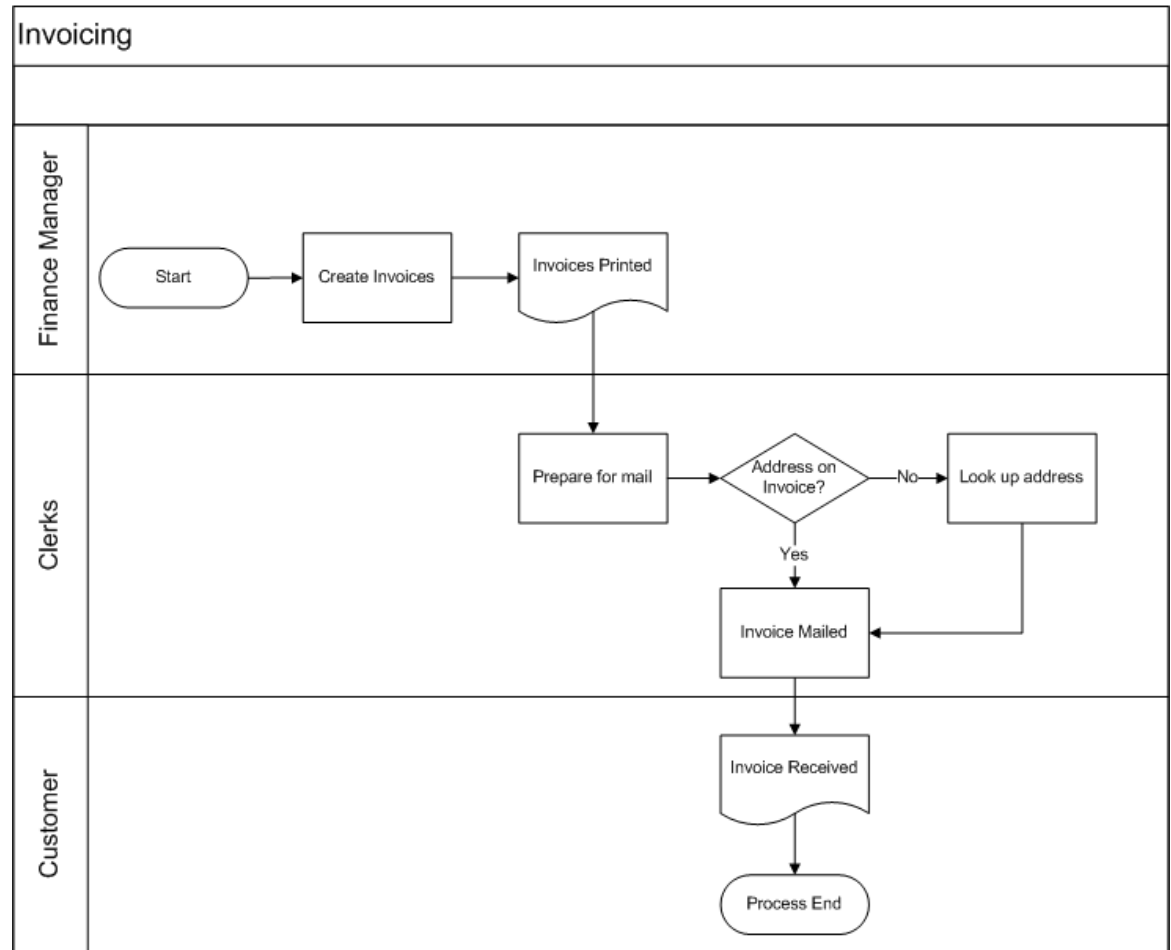 Invoicing
Finance Manager
Start
Create Invoices
Invoices Printed
Clerks
Prepare for mail
Address on
Invoice?
No
Look up address
Yes
Invoice Mailed
Customer
Invoice Received
Process End